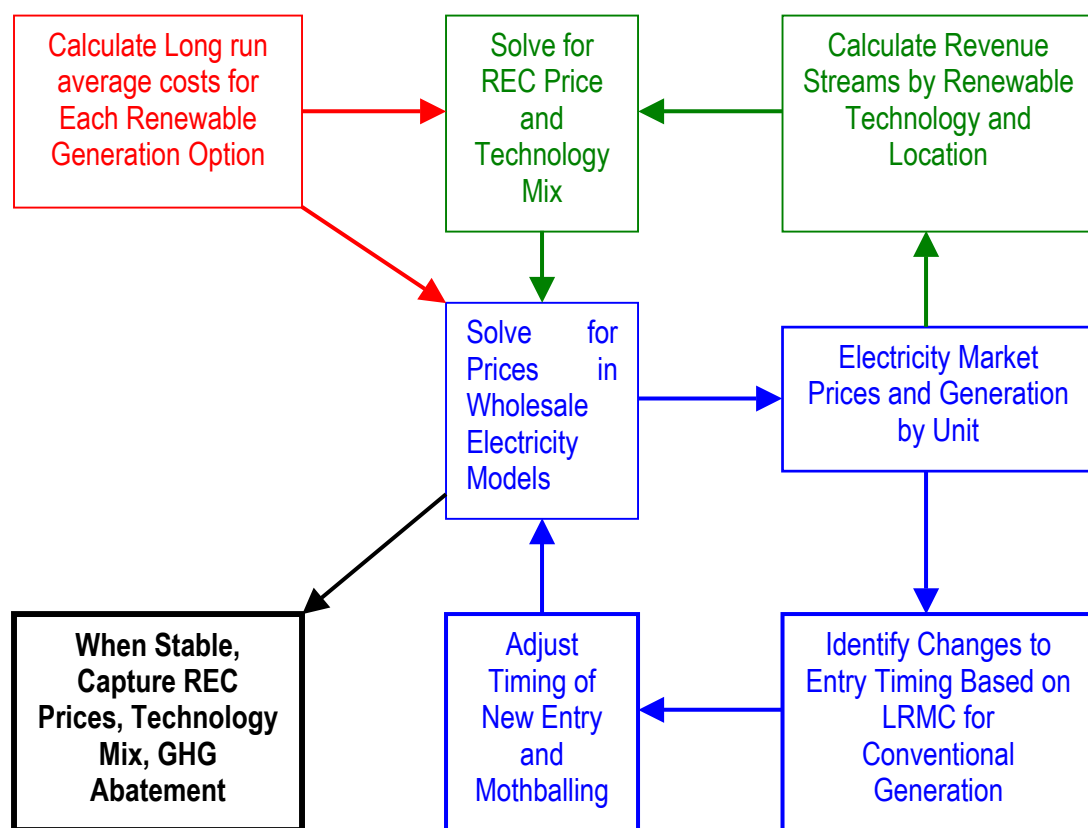 Calculate Long run
average costs for
Each Renewable
Generation Option
Solve for
REC Price
and
Technology
Mix
Calculate Revenue
Streams by Renewable
Technology and
Location
Solve for
Prices in
Wholesale
Electricity
Models
Electricity Market
Prices and Generation
by Unit
When Stable,
Capture REC
Prices, Technology
Mix, GHG
Abatement
Adjust
Timing of
New Entry
and
Mothballing
Identify Changes to
Entry Timing Based on
LRMC for
Conventional
Generation